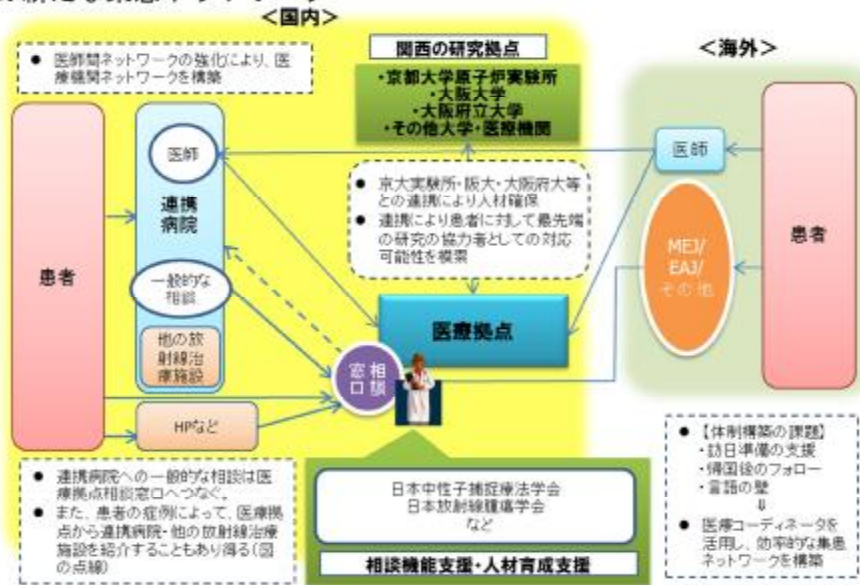 <国内>
● 医師間ネットワークの強化により、医
療機関ネットワークを構築
関西の研究拠点
・京都大学原子炉実験所
・大阪大学
・大阪府立大学
・その他大学・医療機関
<海外>
患者
医師
連携
病院
一般的な
相談
他の放
射線治
療施設
HPなど
● 京大実験所・阪大・大阪府大等
との連携により人材確保
● 連携により患者に対して最先端
の研究の協力者としての対応
可能性を模索
医療拠点
相談
窓口
医師
MEJ/
EAJ/
その他
患者
● 連携病院への一般的な相談は医
療拠点相談窓口へつなぐ。
● また、患者の症例によって、医療拠
点から連携病院・他の放射線治療
施設を紹介することもあり得る(図
の点線)
日本中性子捕捉療法学会
日本放射線腫瘍学会
など
相談機能支援・人材育成支援
● 【体制構築の課題】
・訪日準備の支援
・帰国後のフォロー
・言語の壁
⇓
● 医療コーディネータを
活用し、効率的な集患
ネットワークを構築